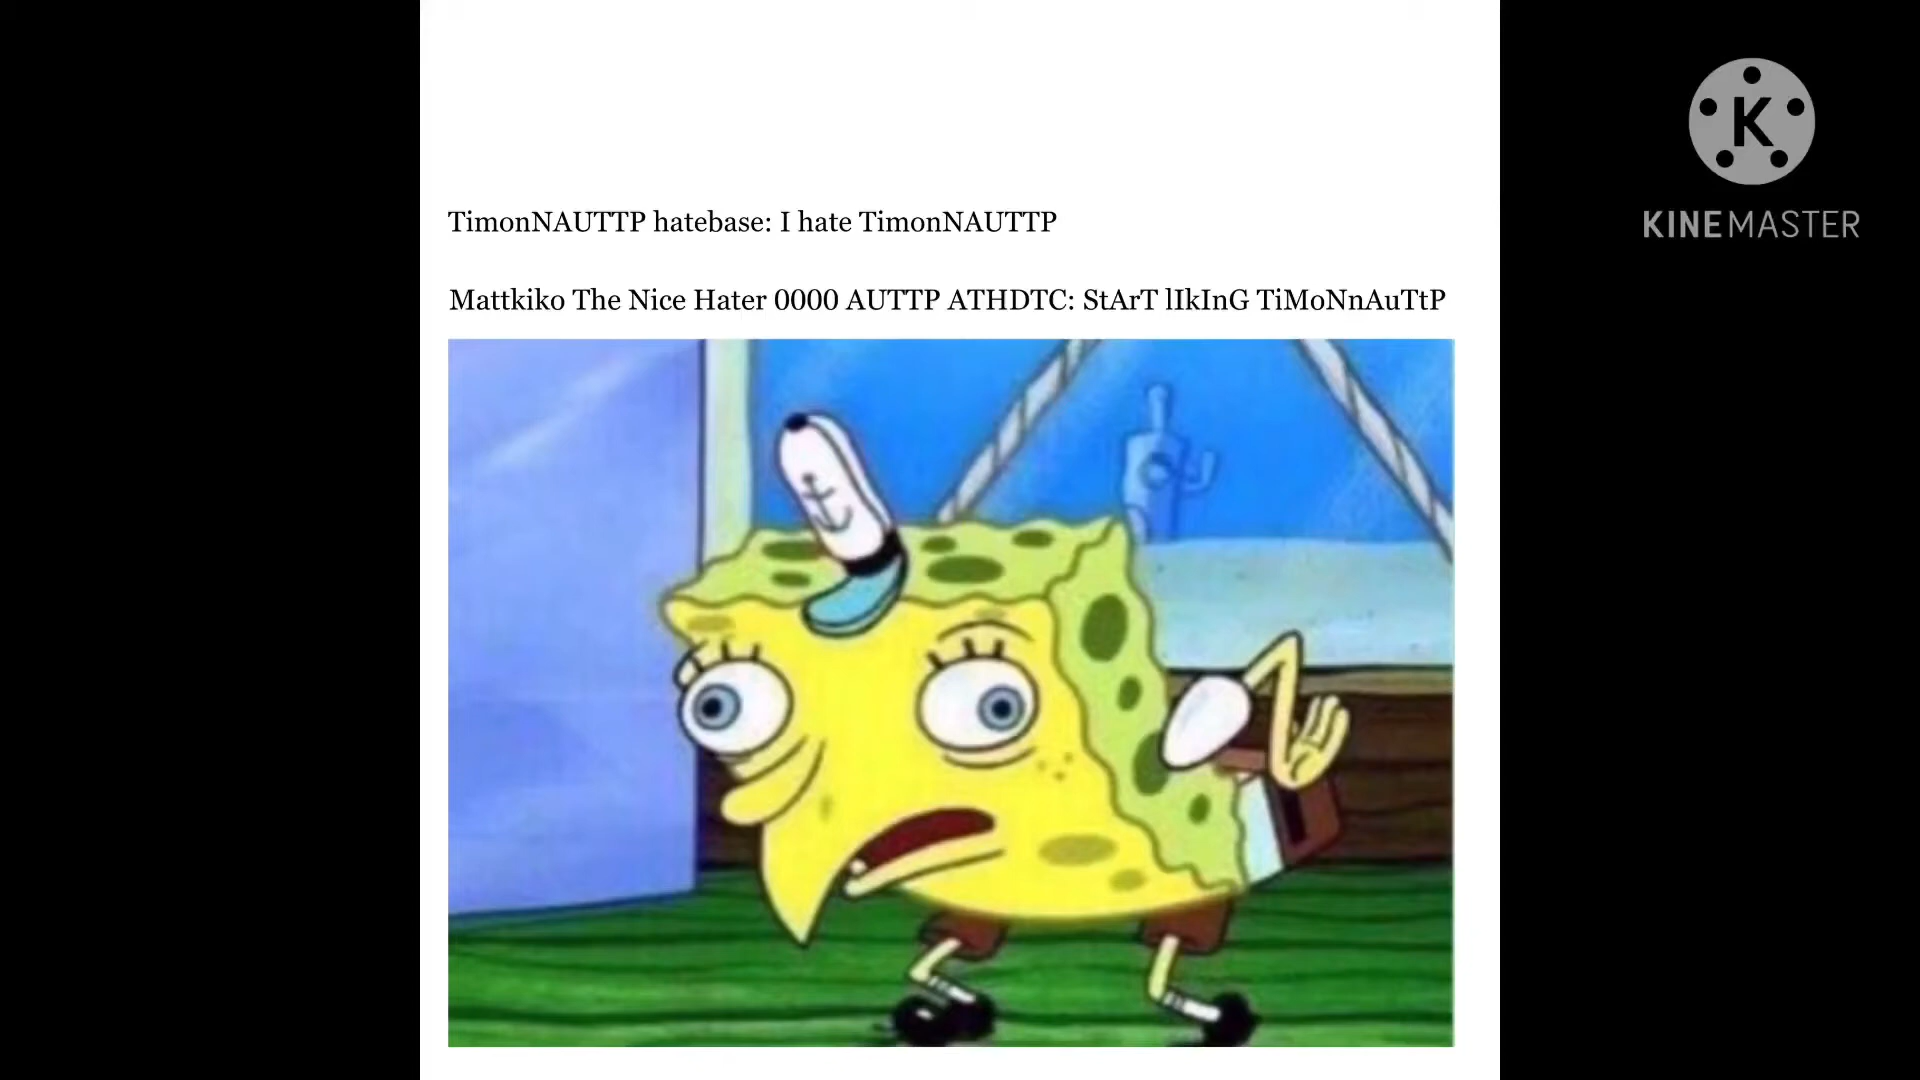 TimonNAUTTP hatebase: I hate TimonNAUTTP
Mattkiko The Nice Hater 0000 AUTTP ATHDTC: StArT lIkInG TiMoNnAuTtP
K
KINEMASTER